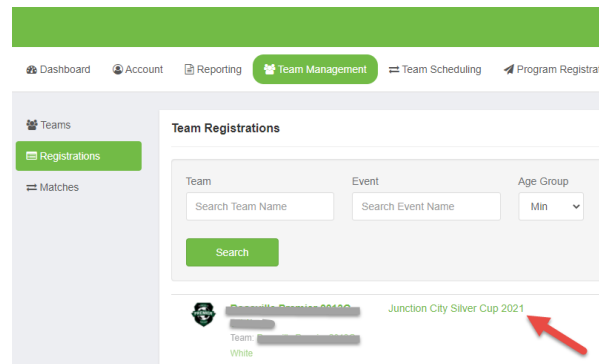 Dashboard Account Reporting Team Management Team Scheduling Program Registrat
Teams
Registrations
Matches
Team Registrations
Team Event Age Group
Search Team Name Search Event Name Min
Search
Junction City Silver Cup 2021
Team:
White